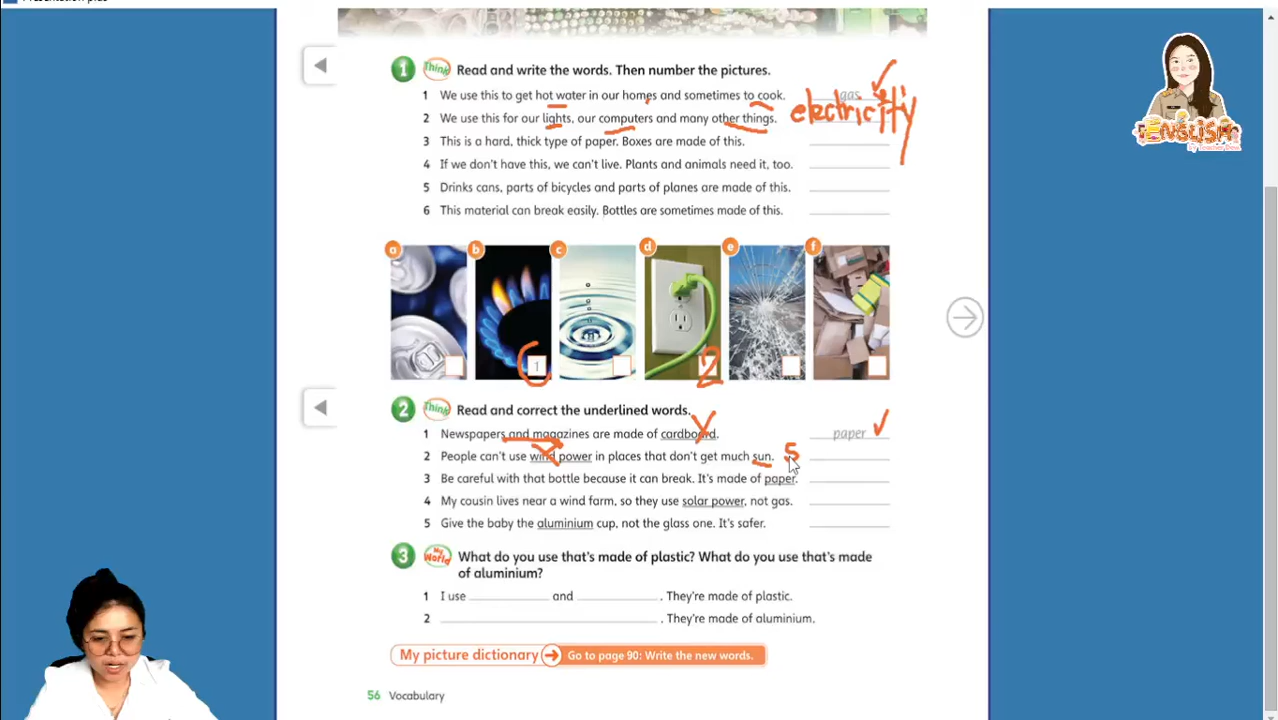 Presentation plus
1 Think Read and write the words. Then number the pictures.
1 We use this to get hot water in our homes and sometimes to cook. gas
2 We use this for our lights, our computers and many other things. electricity
3 This is a hard, thick type of paper. Boxes are made of this.
4 If we don't have this, we can't live. Plants and animals need it, too.
5 Drinks cans, parts of bicycles and parts of planes are made of this.
6 This material can break easily. Bottles are sometimes made of this.
ENGLISH
By Teacher Dew
a b c d e f
1 2
2 Think Read and correct the underlined words.
1 Newspapers and magazines are made of cardboard. paper
2 People can't use wind power in places that don't get much sun. s
3 Be careful with that bottle because it can break. It's made of paper.
4 My cousin lives near a wind farm, so they use solar power, not gas.
5 Give the baby the aluminium cup, not the glass one. It's safer.
3 My World What do you use that's made of plastic? What do you use that's made
of aluminium?
1 I use and . They're made of plastic.
2 . They're made of aluminium.
My picture dictionary Go to page 90: Write the new words.
56 Vocabulary